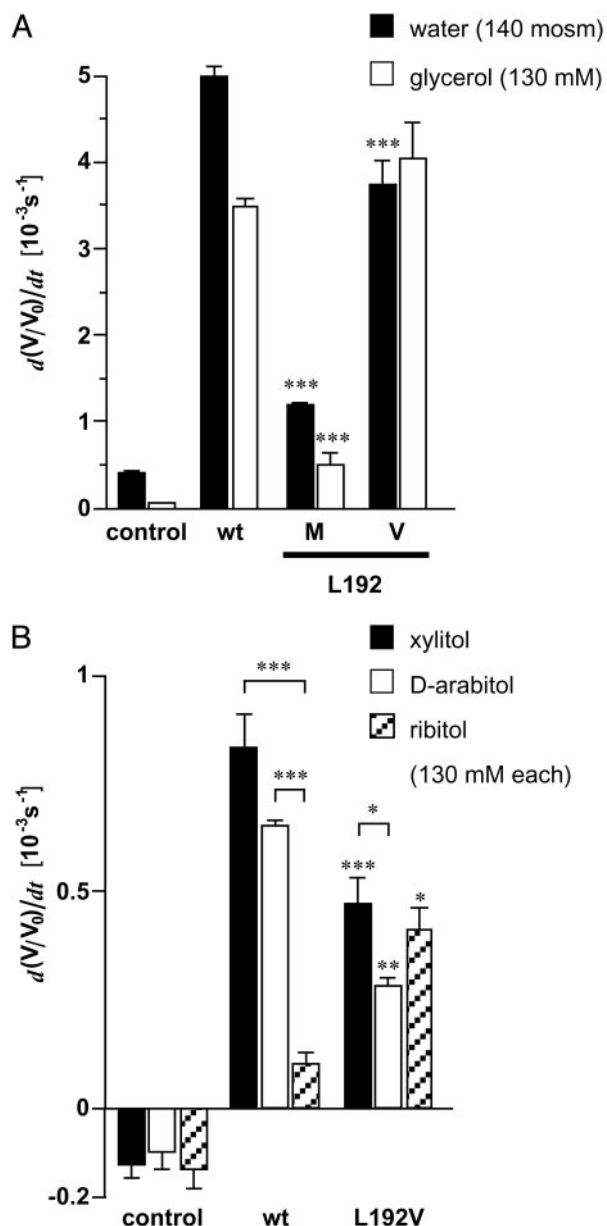 A
water (140 mosm)
glycerol (130 mM)
d(V/V₀)/dt [10⁻³s⁻¹]
5
4
3
2
1
0
***
***
***
control wt M V
L192
B
xylitol
D-arabitol
ribitol
(130 mM each)
d(V/V₀)/dt [10⁻³s⁻¹]
1
0.5
0
-0.2
***
***
*
***
**
*
control wt L192V